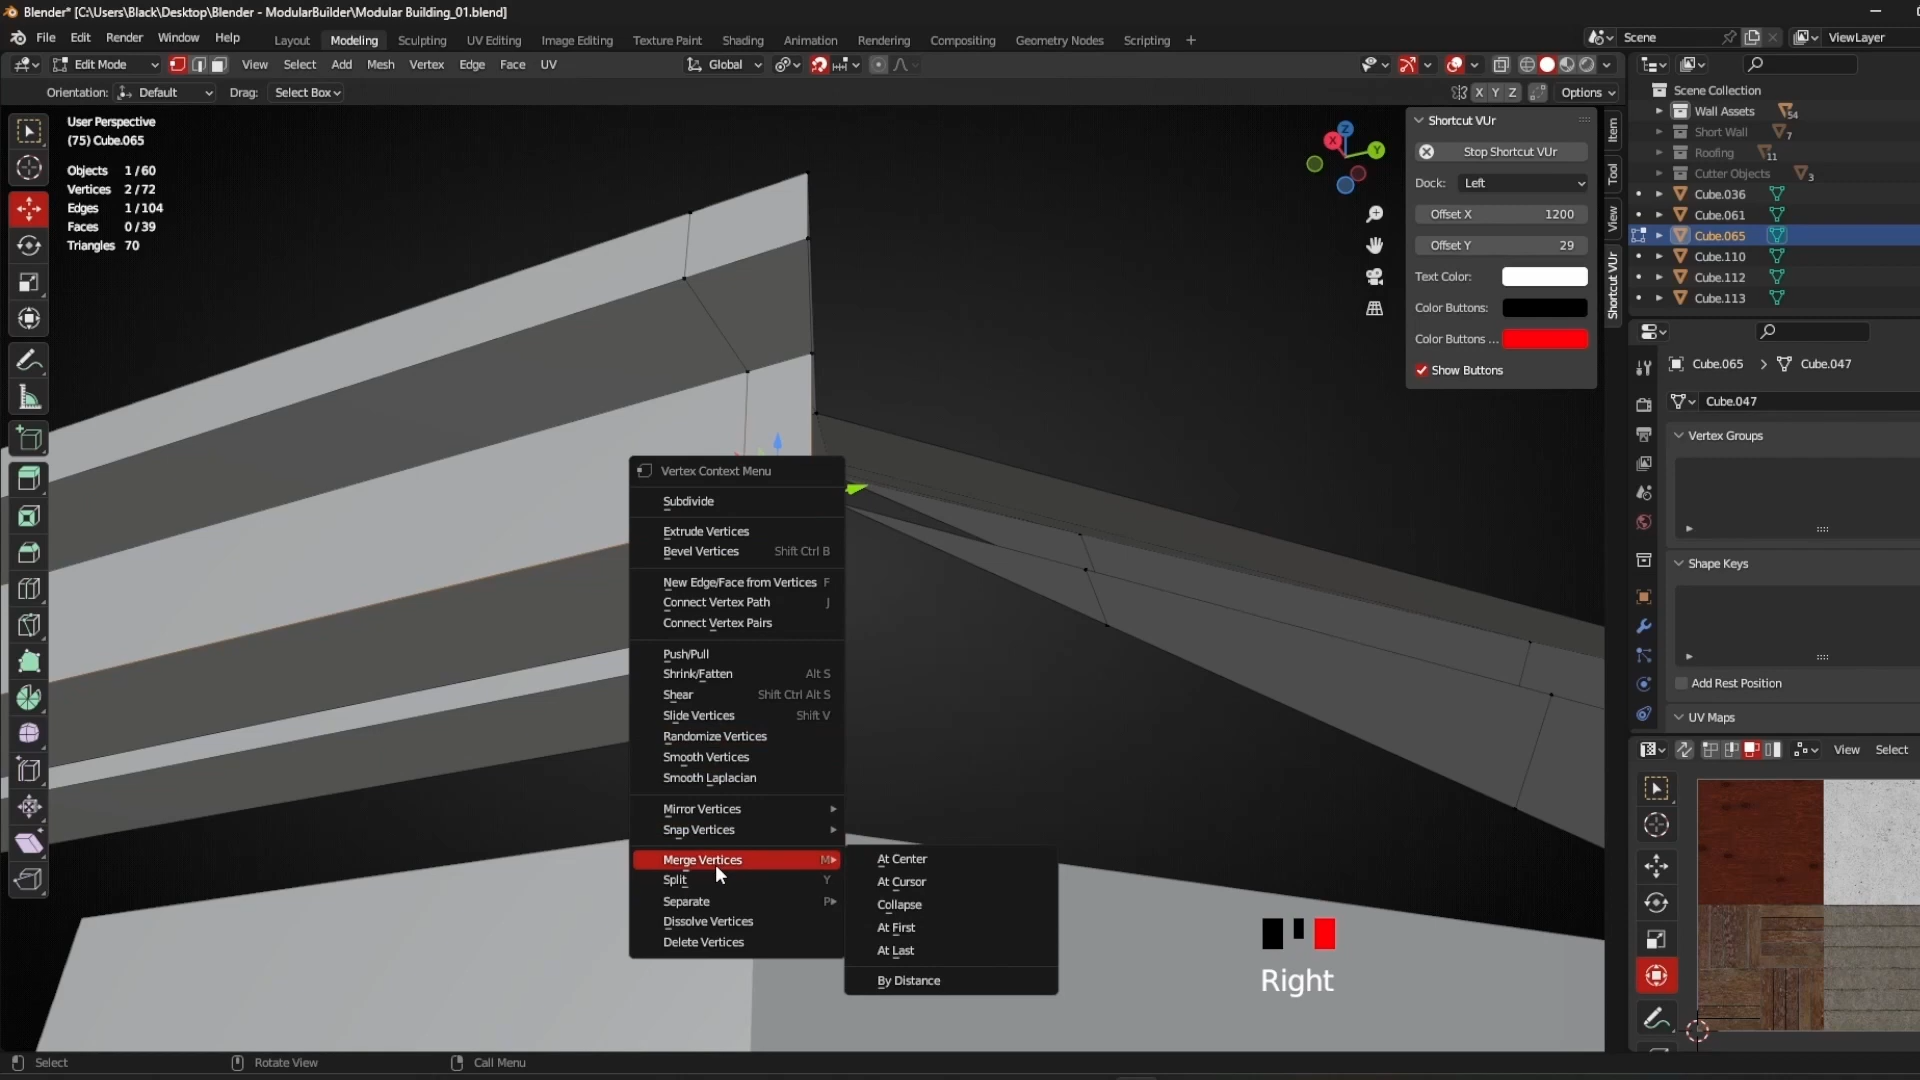 Blender* [C:\Users\Black\Desktop\Blender - ModularBuilder\Modular Building_01.blend]
File Edit Render Window Help Layout Modeling Sculpting UV Editing Image Editing Texture Paint Shading Animation Rendering Compositing Geometry Nodes Scripting + Scene ViewLayer
Edit Mode View Select Add Mesh Vertex Edge Face UV Global
Orientation: Default Drag: Select Box X Y Z Options
User Perspective
(75) Cube.065
Objects 1/60
Vertices 2/72
Edges 1/104
Faces 0/39
Triangles 70
X Y Z
Shortcut VUr
Stop Shortcut VUr
Dock: Left
Offset X 1200
Offset Y 29
Text Color:
Color Buttons:
Color Buttons ...
Show Buttons
Item
Tool
View
Shortcut VUr
Vertex Context Menu
Subdivide
Extrude Vertices
Bevel Vertices Shift Ctrl B
New Edge/Face from Vertices F
Connect Vertex Path J
Connect Vertex Pairs
Push/Pull
Shrink/Fatten Alt S
Shear Shift Ctrl Alt S
Slide Vertices Shift V
Randomize Vertices
Smooth Vertices
Smooth Laplacian
Mirror Vertices
Snap Vertices
Merge Vertices M
Split Y
Separate P
Dissolve Vertices
Delete Vertices
At Center
At Cursor
Collapse
At First
At Last
By Distance
Right
Scene Collection
Wall Assets 54
Short Wall 7
Roofing 11
Cutter Objects 3
Cube.036
Cube.061
Cube.065
Cube.110
Cube.112
Cube.113
Cube.065 > Cube.047
Cube.047
Vertex Groups
Shape Keys
Add Rest Position
UV Maps
View Select
Select Rotate View Call Menu